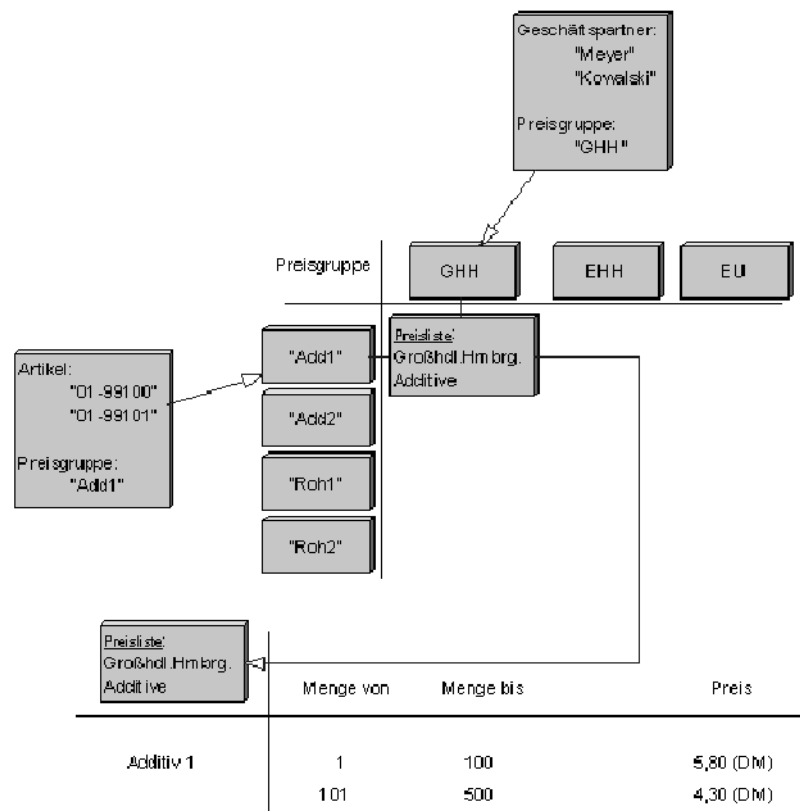 Geschäftspartner:
"Meyer"
"Kowalski"
Preisgruppe:
"GHH"
Preisgruppe
GHH
EHH
EU
Artikel:
"01-99100"
"01-99101"
Preisgruppe:
"Add1"
"Add1"
"Add2"
"Roh1"
"Roh2"
Preisliste:
Großhdl.Hmbrg.
Additive
Preisliste:
Großhdl.Hmbrg.
Additive
Menge von Menge bis Preis
Additiv 1 1 100 5,80 (DM)
101 500 4,30 (DM)